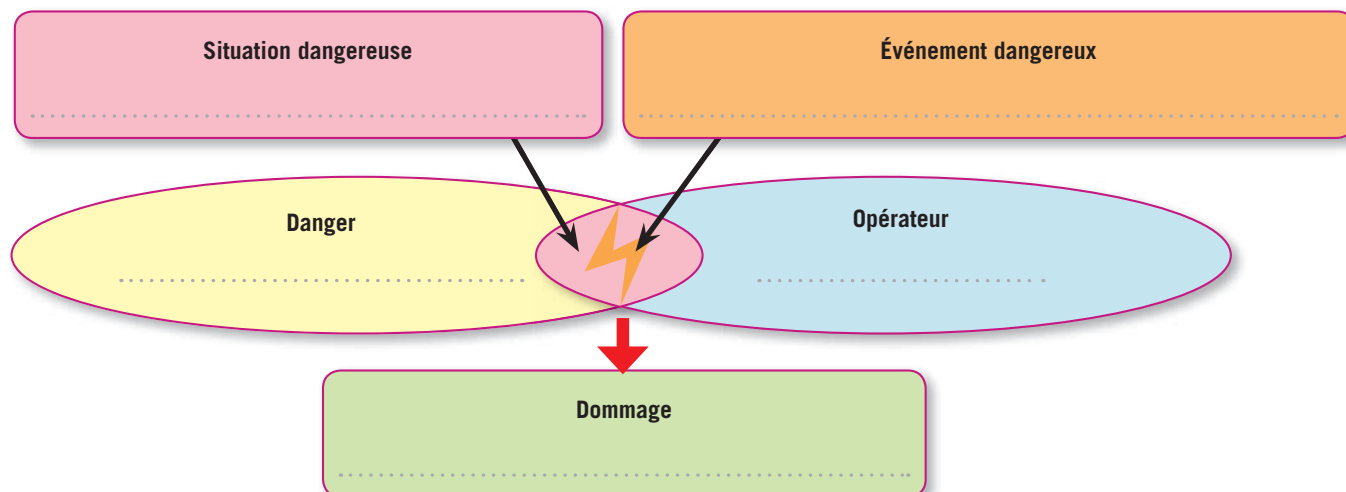 Situation dangereuse
Événement dangereux
Danger
Opérateur
Dommage